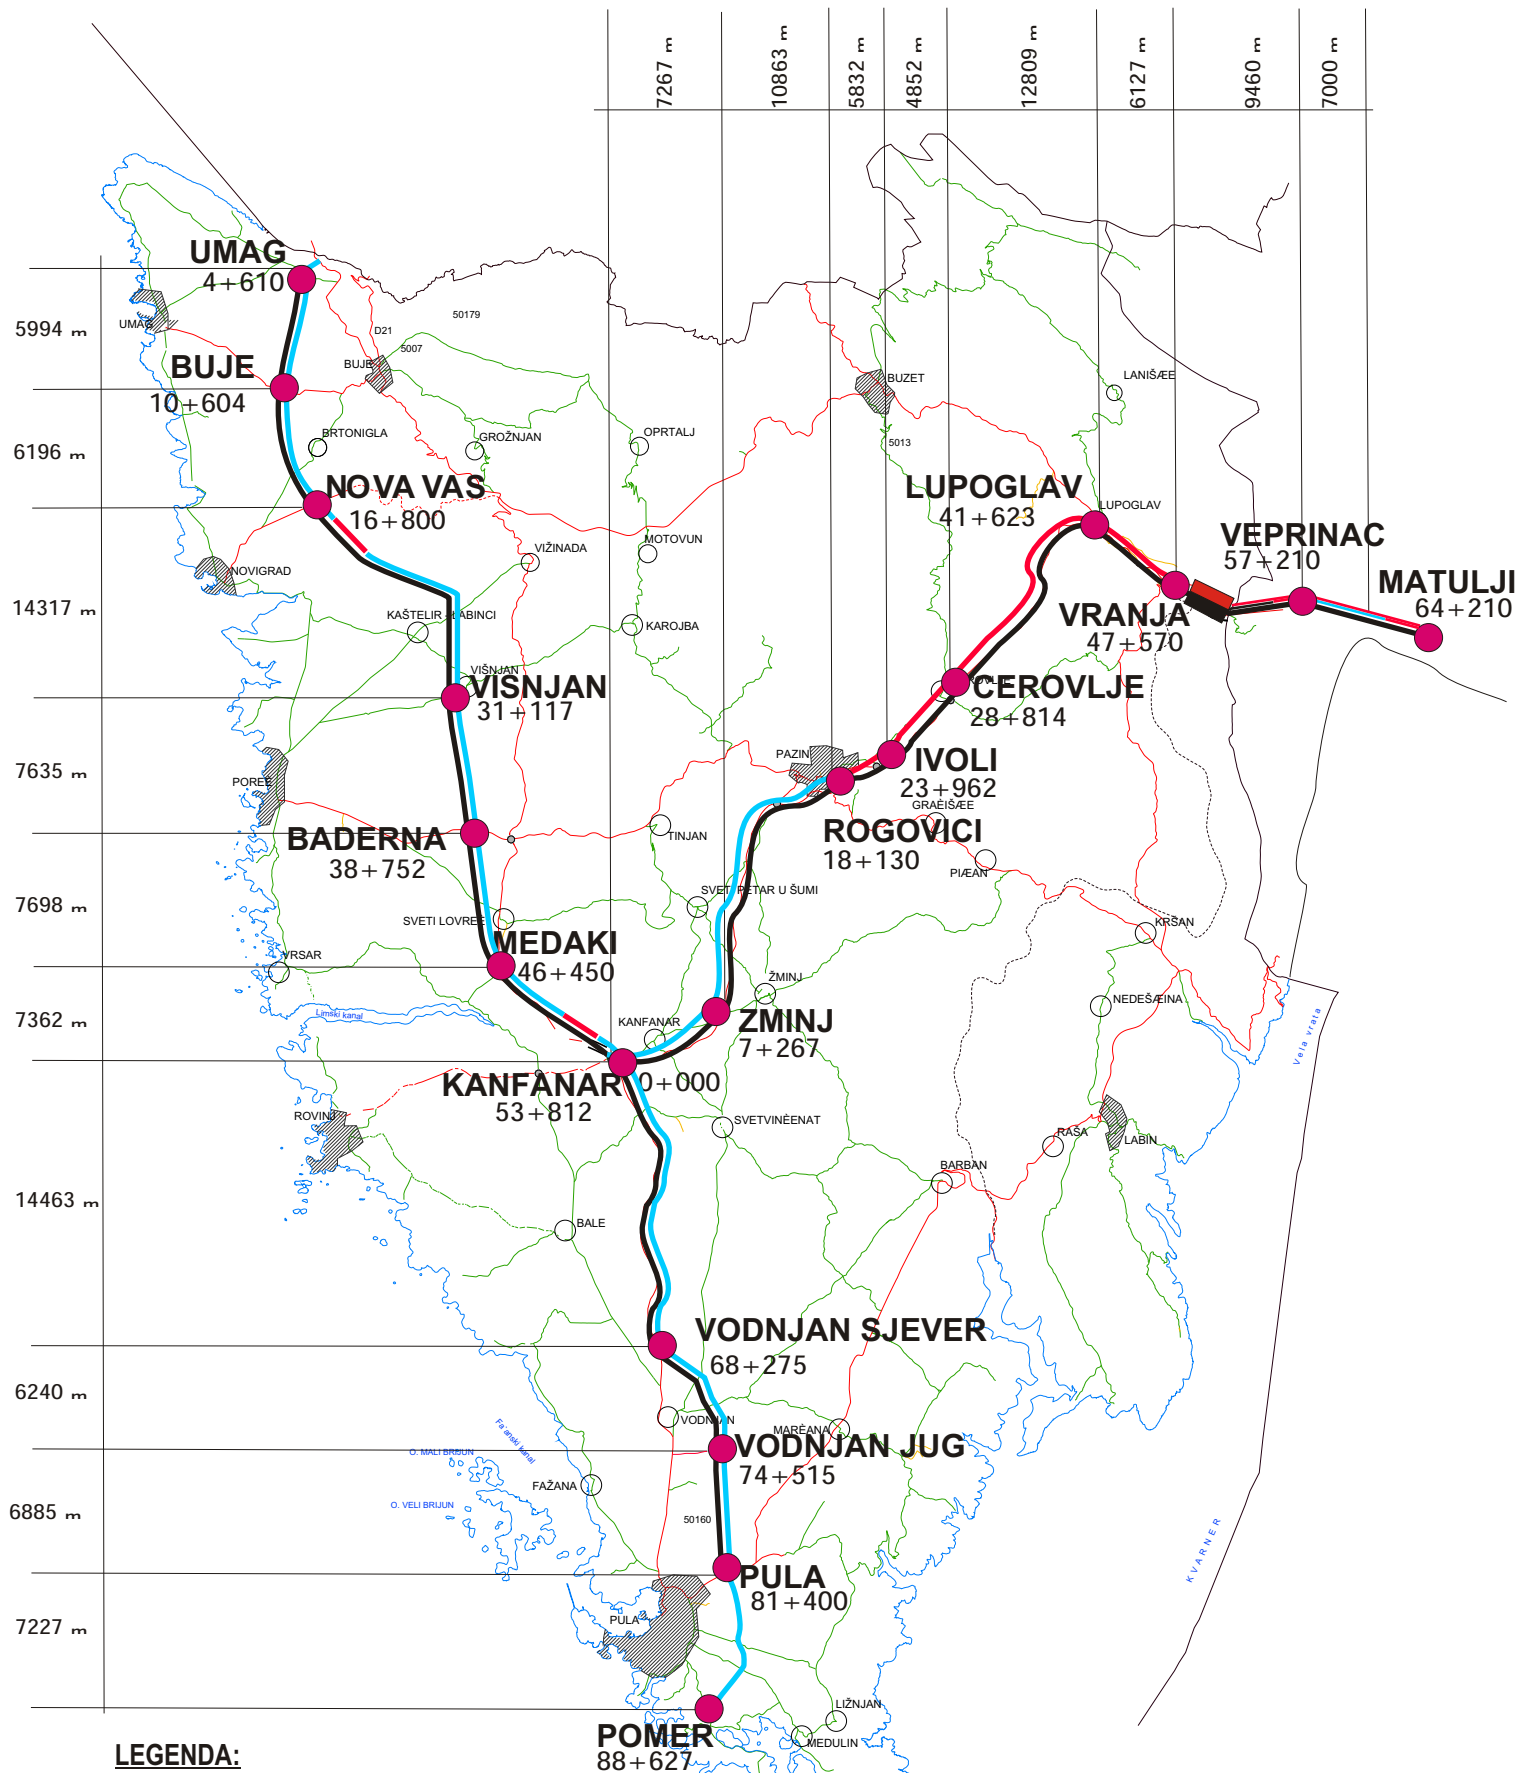 7267 m
10863 m
5832 m
4852 m
12809 m
6127 m
9460 m
7000 m
UMAG
4+610
5994 m
UMAG
50179
D21
5007
BUJE
BUJE
10+604
BUZET
LANIŠÆE
BRTONIGLA
GROŽNJAN
OPRTALJ
5013
6196 m
NOVA VAS
16+800
LUPOGLAV
41+623
LUPOGLAV
VEPRINAC
57+210
MOTOVUN
VIŽINADA
NOVIGRAD
MATULJI
64+210
14317 m
KAŠTELIR - LABINCI
KAROJBA
VRANJA
47+570
VIŠNJAN
VIŠNJAN
31+117
CEROVLJE
28+814
PAZIN
IVOLI
23+962
7635 m
POREÈ
GRAÈIŠÆE
BADERNA
38+752
TINJAN
ROGOVICI
18+130
PIÆAN
7698 m
SVETI LOVREÈ
SVETI PETAR U ŠUMI
KRŠAN
MEDAKI
46+450
VRSAR
ŽMINJ
NEDEŠÆINA
7362 m
Limski kanal
KANFANAR
ZMINJ
7+267
Vela vrata
KANFANAR
0+000
53+812
ROVINJ
SVETVINÈENAT
RAŠA
LABIN
BARBAN
14463 m
BALE
VODNJAN SJEVER
68+275
6240 m
VODNJAN
MARÈANA
Fažanski kanal
O. MALI BRIJUN
VODNJAN JUG
74+515
FAŽANA
O. VELI BRIJUN
6885 m
50160
KVARNER
PULA
81+400
PULA
7227 m
LIŽNJAN
POMER
88+627
MEDULIN
LEGENDA: